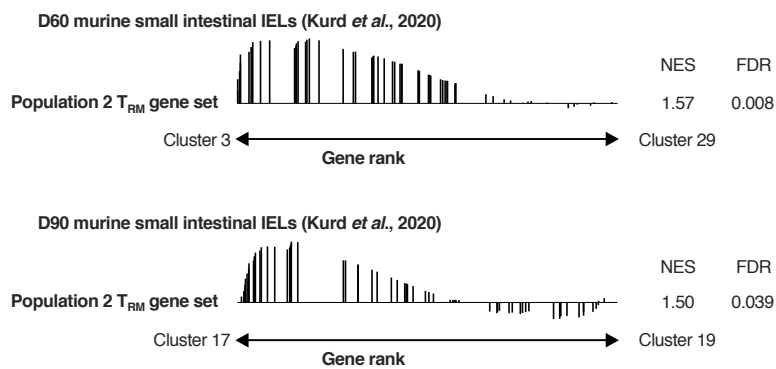 D60 murine small intestinal IELs (Kurd et al., 2020)
NES FDR
Population 2 TRM gene set 1.57 0.008
Cluster 3 Cluster 29
Gene rank
D90 murine small intestinal IELs (Kurd et al., 2020)
NES FDR
Population 2 TRM gene set 1.50 0.039
Cluster 17 Cluster 19
Gene rank